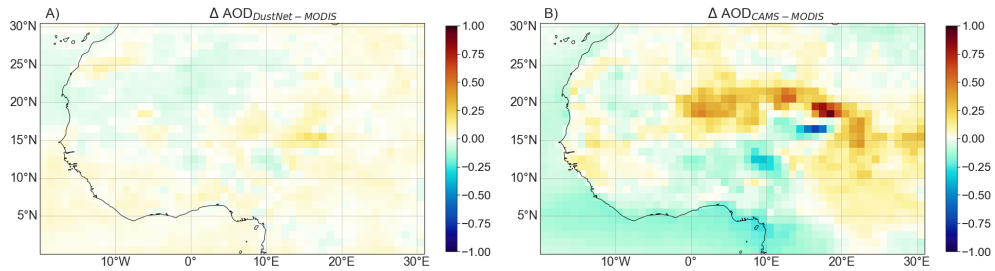 A) Δ AOD_DustNet − MODIS
30°N
25°N
20°N
15°N
10°N
5°N
10°W 0° 10°E 20°E 30°E
1.00
0.75
0.50
0.25
0.00
−0.25
−0.50
−0.75
−1.00
B) Δ AOD_CAMS − MODIS
30°N
25°N
20°N
15°N
10°N
5°N
10°W 0° 10°E 20°E 30°E
1.00
0.75
0.50
0.25
0.00
−0.25
−0.50
−0.75
−1.00